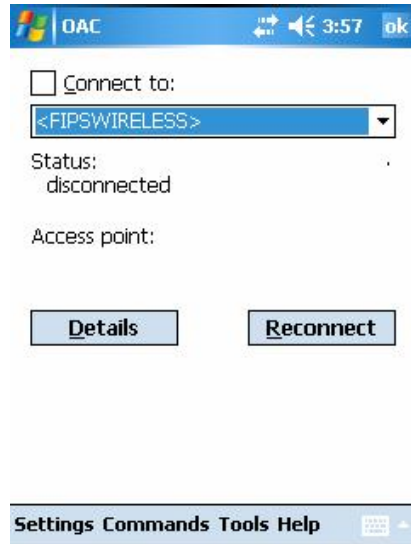 OAC 3:57 ok
Connect to:
<FIPSWIRELESS>
Status:
disconnected
Access point:
Details Reconnect
Settings Commands Tools Help